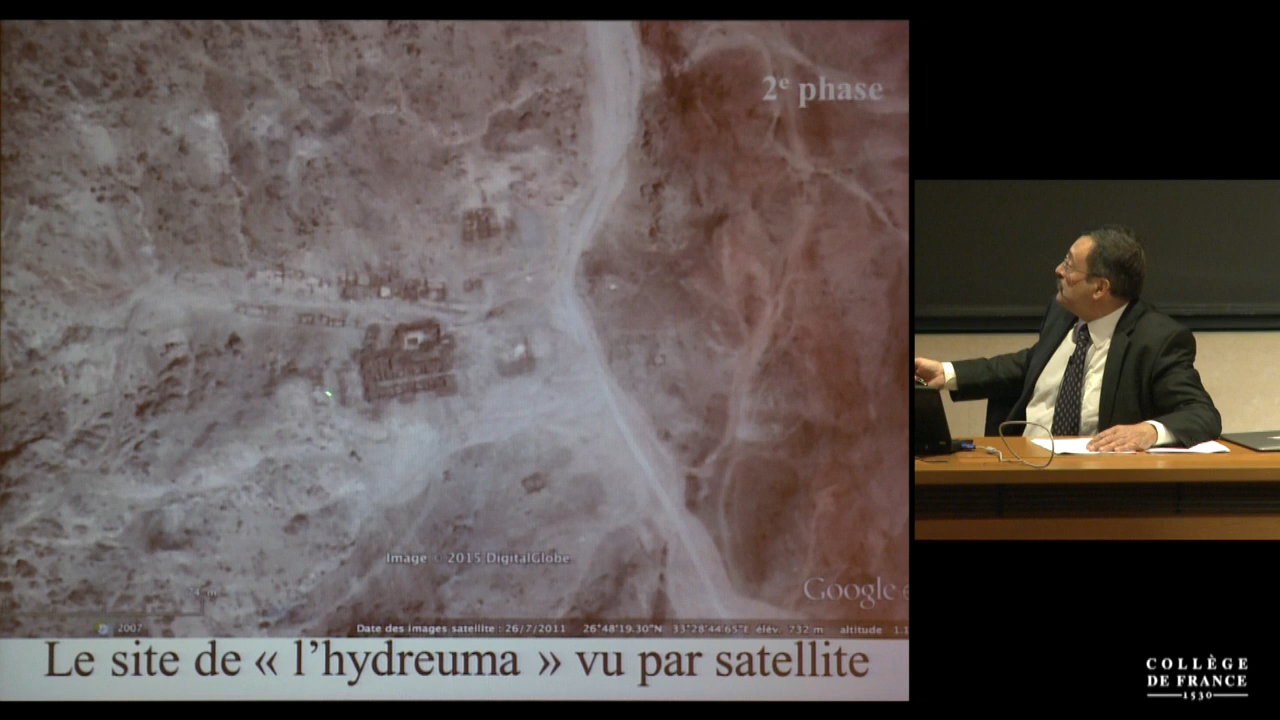 2e phase
Image © 2015 DigitalGlobe
Google
2007
Date des images satellite : 26/7/2011 26°48'19.30"N 33°28'44.65"E élév. 732 m altitude
Le site de « l'hydreuma » vu par satellite
COLLÈGE
DE FRANCE
1530